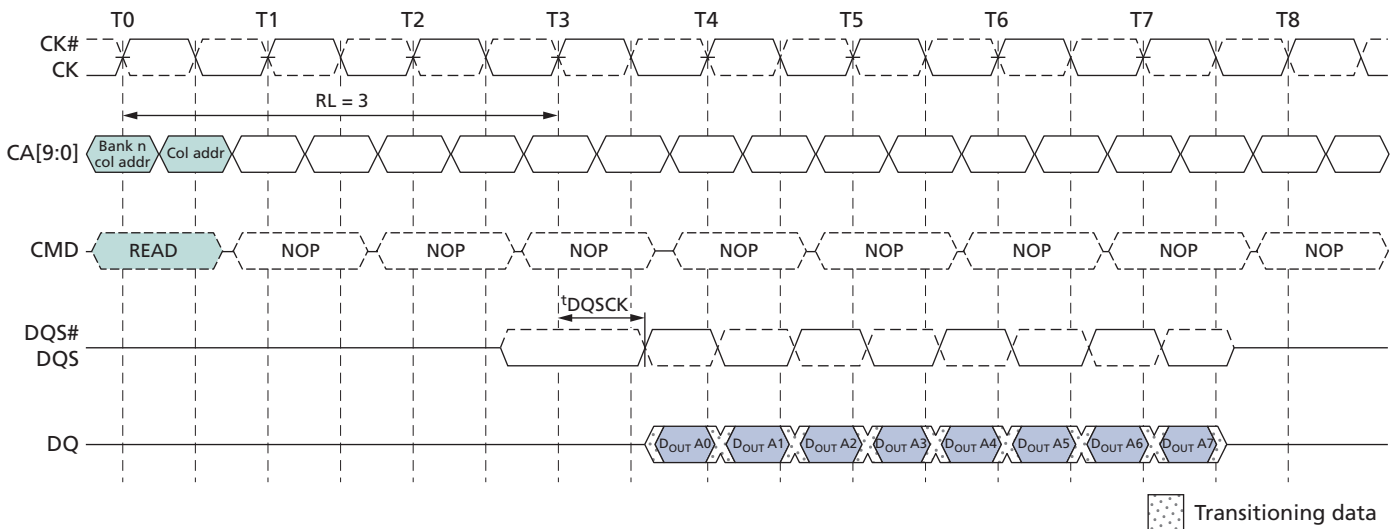 T0 T1 T2 T3 T4 T5 T6 T7 T8
CK#
CK
RL = 3
CA[9:0]
Bank n
col addr
Col addr
CMD
READ NOP NOP NOP NOP NOP NOP NOP NOP
tDQSCK
DQS#
DQS
DQ
DOUT A0 DOUT A1 DOUT A2 DOUT A3 DOUT A4 DOUT A5 DOUT A6 DOUT A7
Transitioning data